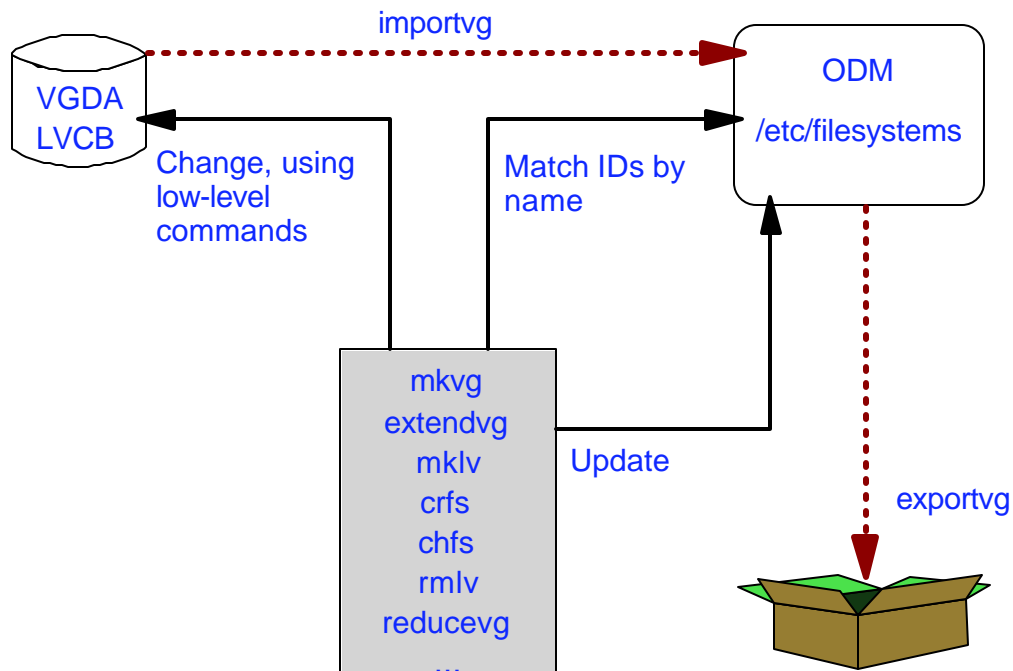 importvg
VGDA
LVCB
ODM
/etc/filesystems
Change, using
low-level
commands
Match IDs by
name
mkvg
extendvg
mklv
crfs
chfs
rmlv
reducevg
...
Update
exportvg